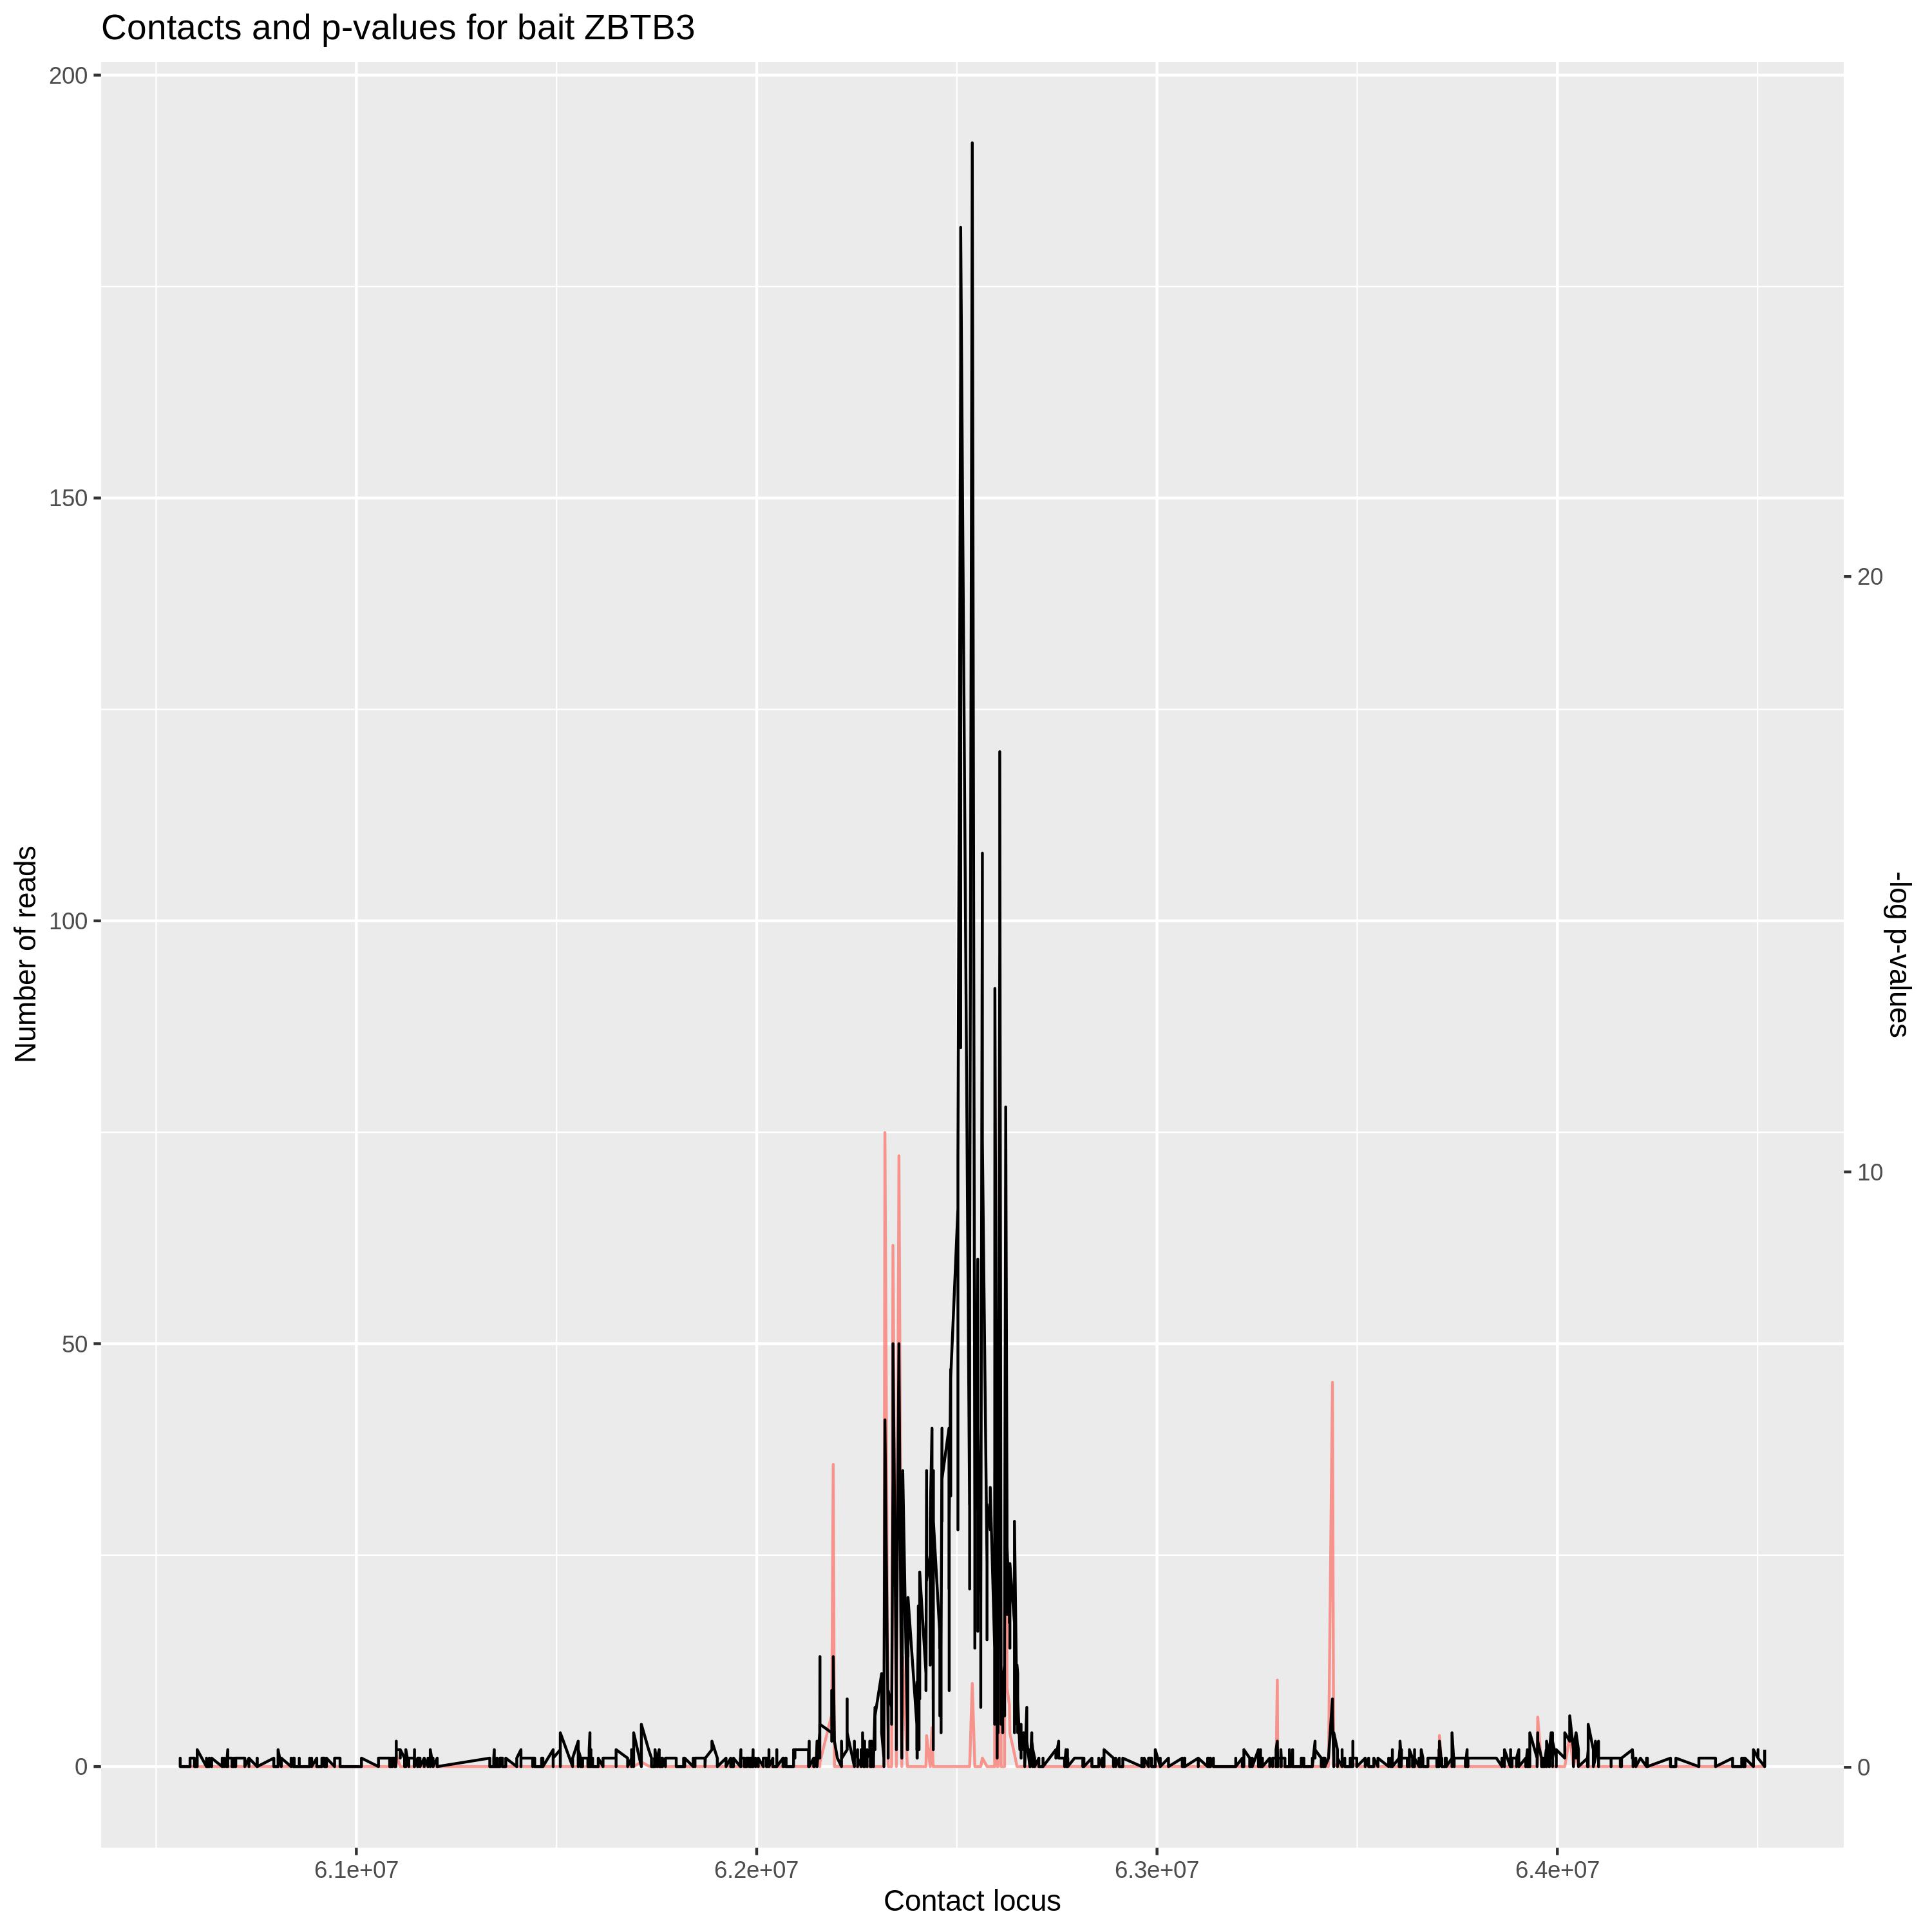 Contacts and p-values for bait ZBTB3
200
150
100
50
0
Number of reads
20
10
0
-log p-values
6.1e+07
6.2e+07
6.3e+07
6.4e+07
Contact locus